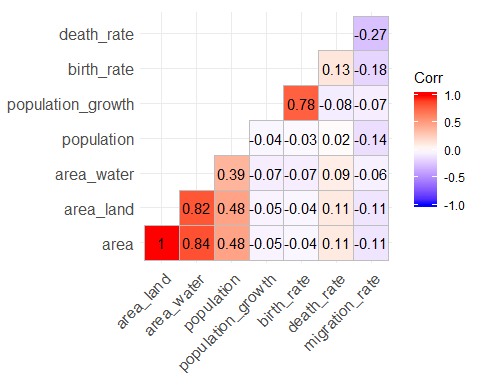 death_rate -0.27
birth_rate 0.13 -0.18
population_growth 0.78 -0.08 -0.07
population -0.04 -0.03 0.02 -0.14
area_water 0.39 -0.07 -0.07 0.09 -0.06
area_land 0.82 0.48 -0.05 -0.04 0.11 -0.11
area 1 0.84 0.48 -0.05 -0.04 0.11 -0.11
area_land
area_water
population
population_growth
birth_rate
death_rate
migration_rate
Corr
1.0
0.5
0.0
-0.5
-1.0